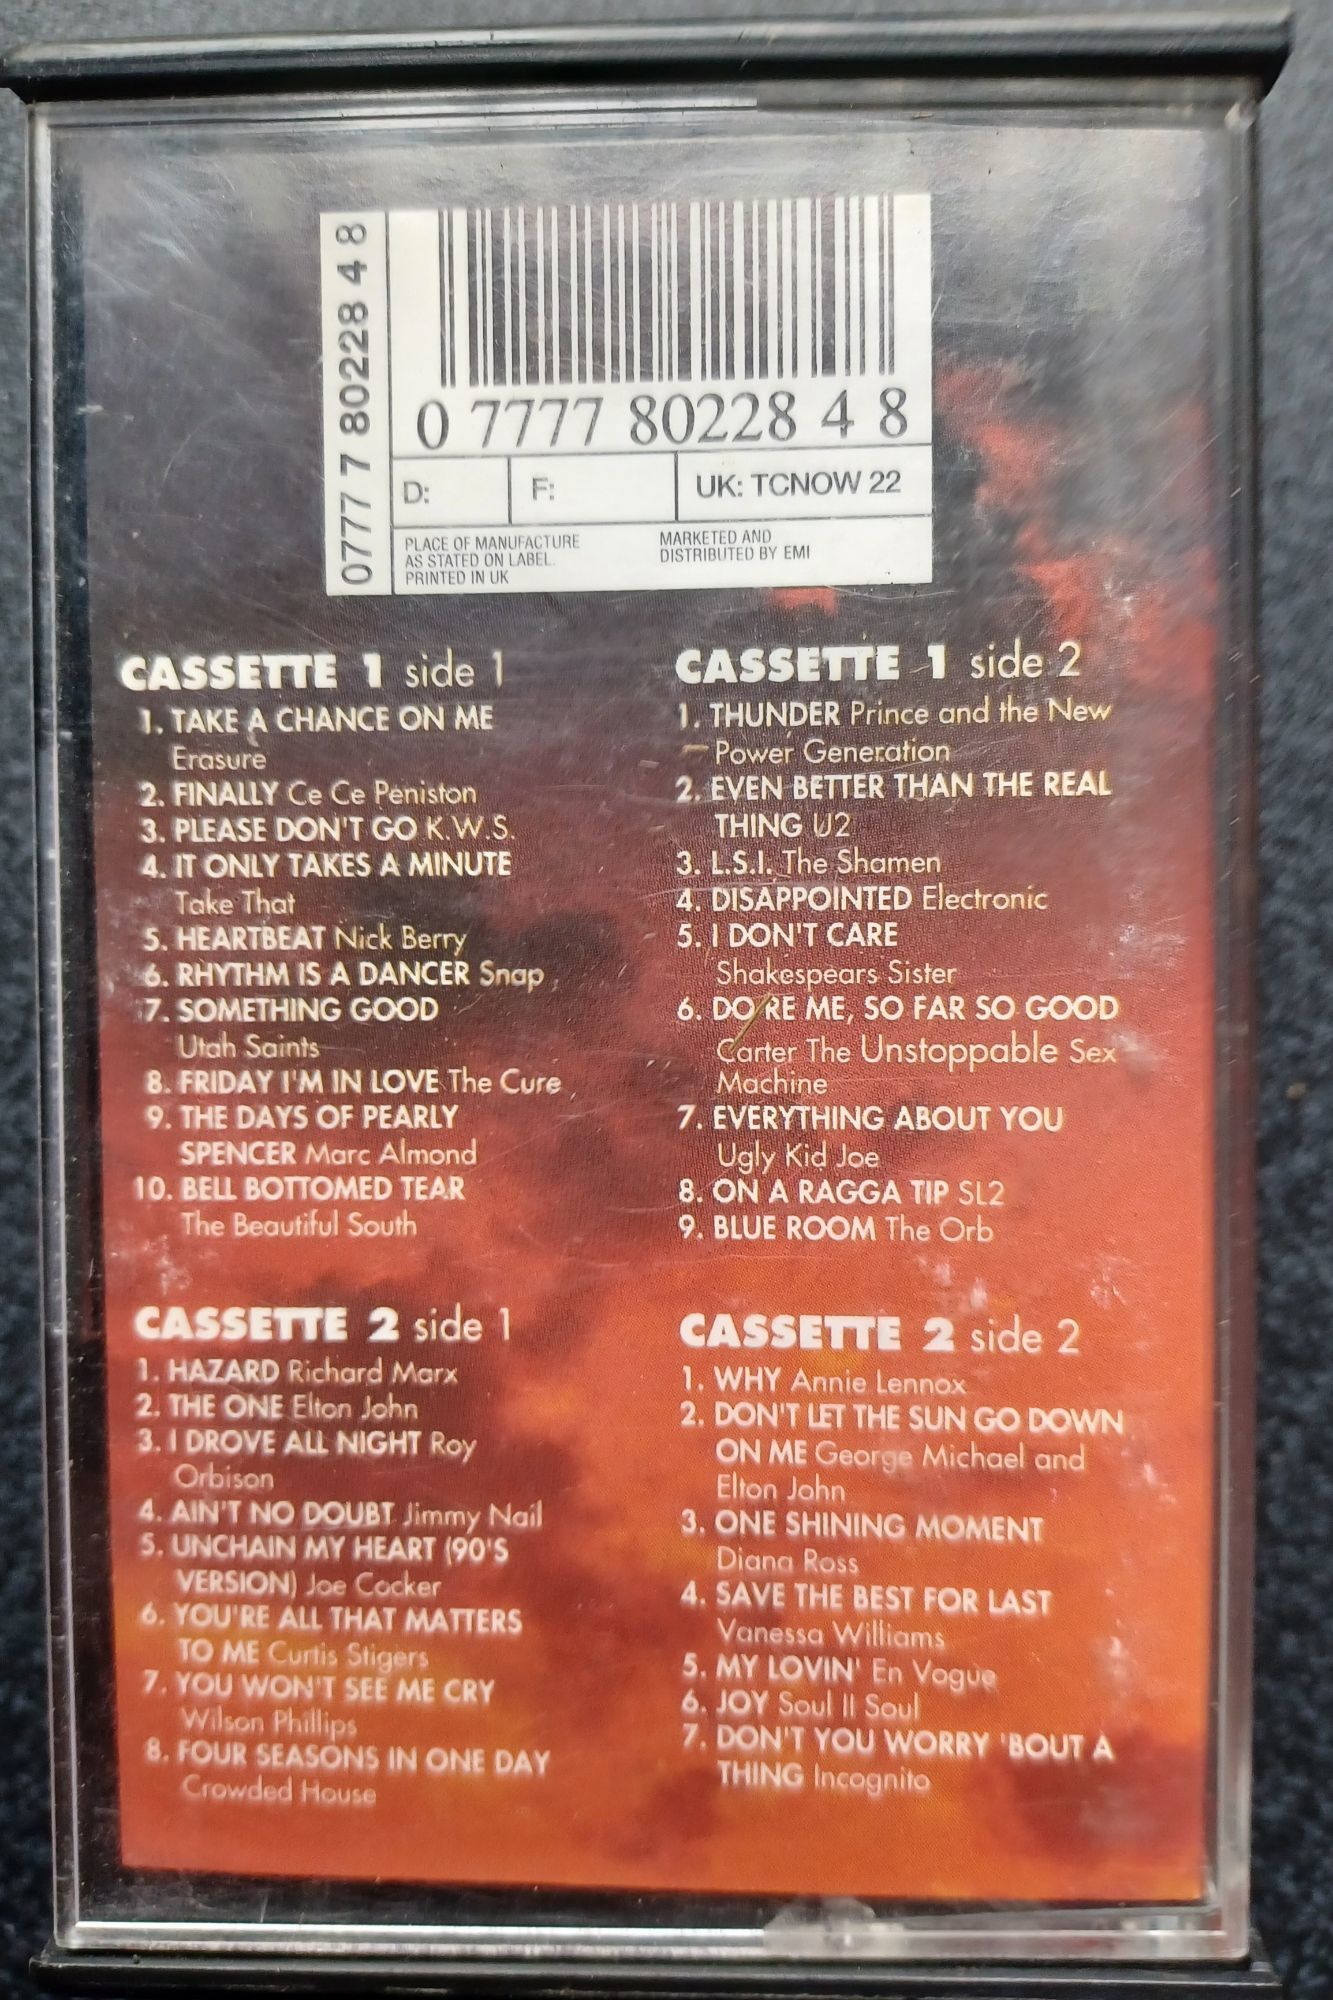 0777 7 80228 4 8
0 7777 80228 4 8
D:
F:
UK: TCNOW 22
PLACE OF MANUFACTURE
AS STATED ON LABEL.
PRINTED IN UK
MARKETED AND
DISTRIBUTED BY EMI
CASSETTE 1 side 1
1. TAKE A CHANCE ON ME
Erasure
2. FINALLY Ce Ce Peniston
3. PLEASE DON'T GO K.W.S.
4. IT ONLY TAKES A MINUTE
Take That
5. HEARTBEAT Nick Berry
6. RHYTHM IS A DANCER Snap
7. SOMETHING GOOD
Utah Saints
8. FRIDAY I'M IN LOVE The Cure
9. THE DAYS OF PEARLY
SPENCER Marc Almond
10. BELL BOTTOMED TEAR
The Beautiful South
CASSETTE 1 side 2
1. THUNDER Prince and the New
Power Generation
2. EVEN BETTER THAN THE REAL
THING U2
3. L.S.I. The Shamen
4. DISAPPOINTED Electronic
5. I DON'T CARE
Shakespears Sister
6. DO RE ME, SO FAR SO GOOD
Carter The Unstoppable Sex
Machine
7. EVERYTHING ABOUT YOU
Ugly Kid Joe
8. ON A RAGGA TIP SL2
9. BLUE ROOM The Orb
CASSETTE 2 side 1
1. HAZARD Richard Marx
2. THE ONE Elton John
3. I DROVE ALL NIGHT Roy
Orbison
4. AIN'T NO DOUBT Jimmy Nail
5. UNCHAIN MY HEART (90'S
VERSION) Joe Cocker
6. YOU'RE ALL THAT MATTERS
TO ME Curtis Stigers
7. YOU WON'T SEE ME CRY
Wilson Phillips
8. FOUR SEASONS IN ONE DAY
Crowded House
CASSETTE 2 side 2
1. WHY Annie Lennox
2. DON'T LET THE SUN GO DOWN
ON ME George Michael and
Elton John
3. ONE SHINING MOMENT
Diana Ross
4. SAVE THE BEST FOR LAST
Vanessa Williams
5. MY LOVIN' En Vogue
6. JOY Soul II Soul
7. DON'T YOU WORRY 'BOUT A
THING Incognito